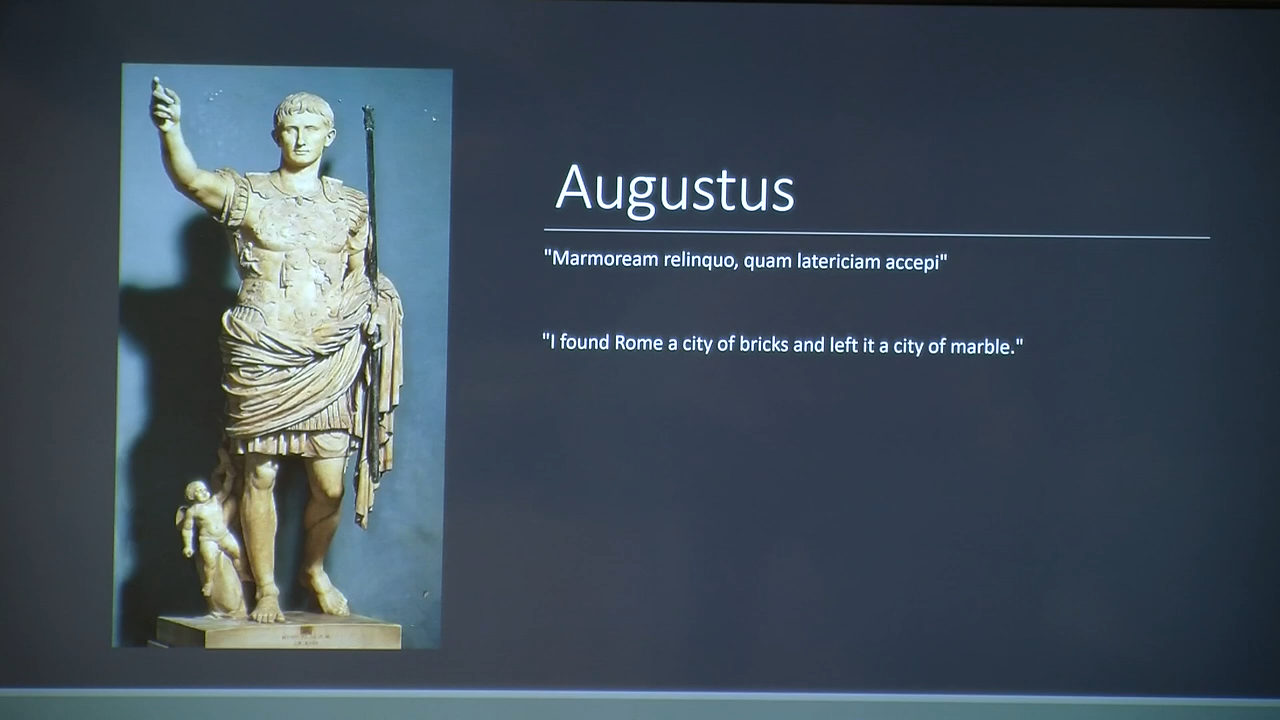 Augustus
"Marmoream relinquo, quam latericiam accepi"
"I found Rome a city of bricks and left it a city of marble."